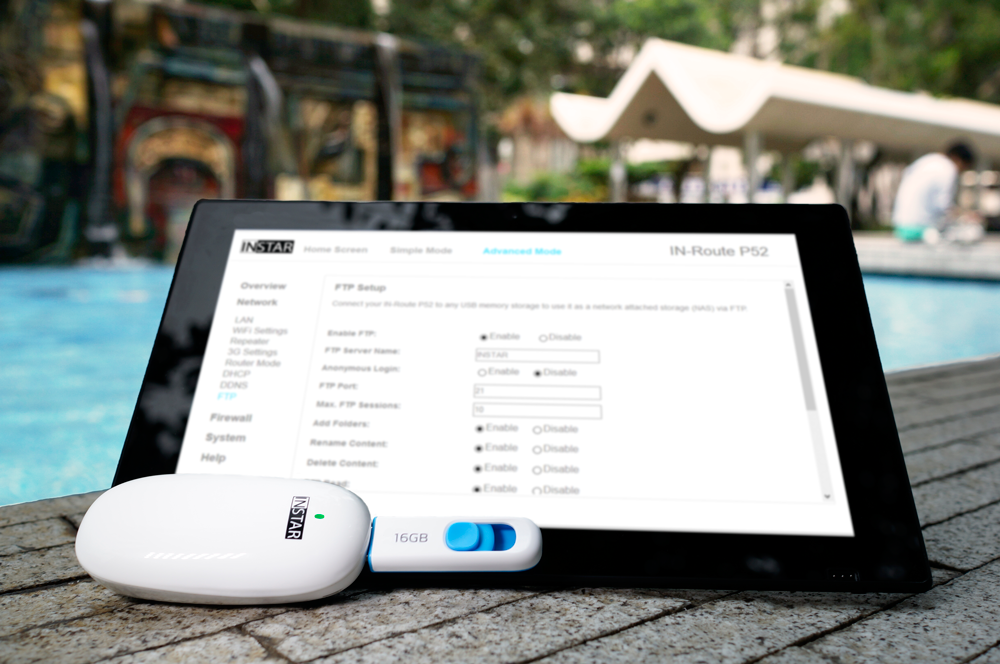 INSTAR Home Screen Simple Mode Advanced Mode IN-Route P52
Overview
Network
LAN
WiFi Settings
Repeater
3G Settings
Router Mode
DHCP
DDNS
FTP
Firewall
System
Help
FTP Setup
Connect your IN-Route P52 to any USB memory storage to use it as a network attached storage (NAS) via FTP.
Enable FTP: Enable Disable
FTP Server Name: INSTAR
Anonymous Login: Enable Disable
FTP Port: 21
Max. FTP Sessions: 10
Add Folders: Enable Disable
Rename Content: Enable Disable
Delete Content: Enable Disable
Read: Enable Disable
INSTAR
16GB